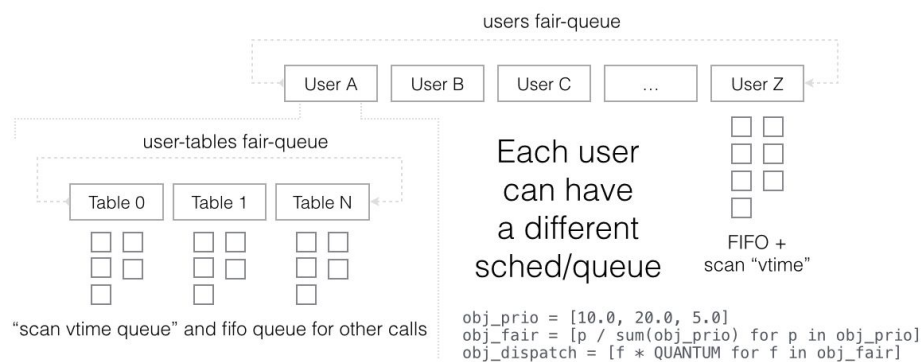 users fair-queue
User A
User B
User C
...
User Z
user-tables fair-queue
Table 0
Table 1
Table N
Each user
can have
a different
sched/queue
FIFO +
scan “vtime”
“scan vtime queue” and fifo queue for other calls
obj_prio = [10.0, 20.0, 5.0]
obj_fair = [p / sum(obj_prio) for p in obj_prio]
obj_dispatch = [f * QUANTUM for f in obj_fair]